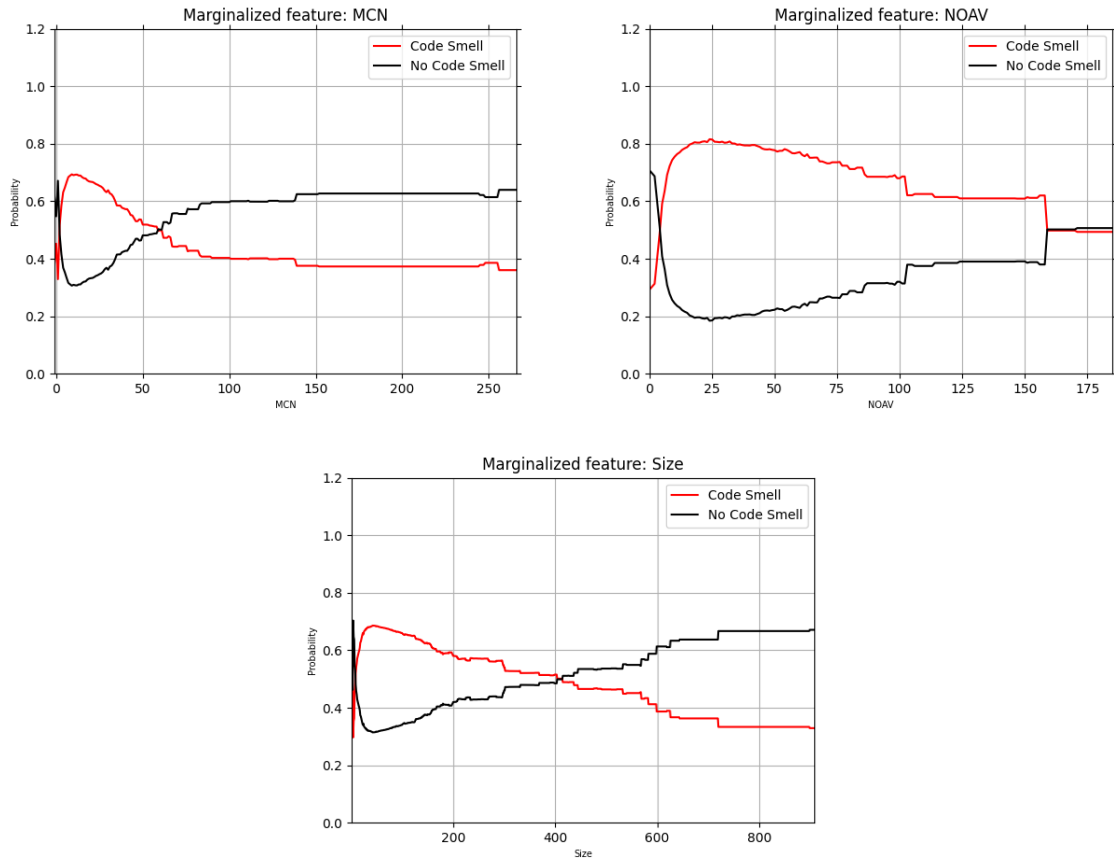 Marginalized feature: MCN
1.2
1.0
0.8
0.6
0.4
0.2
0.0
Probability
Code Smell
No Code Smell
0
50
100
150
200
250
MCN
Marginalized feature: NOAV
1.2
1.0
0.8
0.6
0.4
0.2
0.0
Probability
Code Smell
No Code Smell
0
25
50
75
100
125
150
175
NOAV
Marginalized feature: Size
1.2
1.0
0.8
0.6
0.4
0.2
0.0
Probability
Code Smell
No Code Smell
200
400
600
800
Size